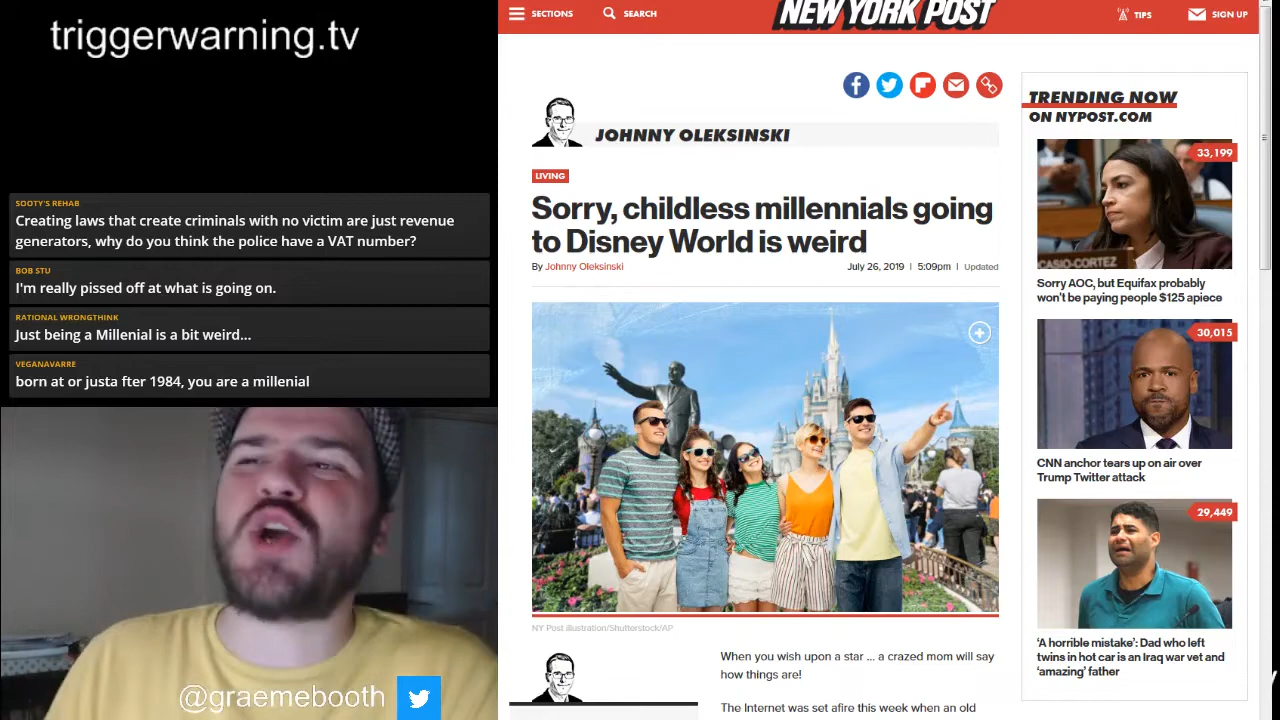 triggerwarning.tv
SOOTY'S REHAB
Creating laws that create criminals with no victim are just revenue
generators, why do you think the police have a VAT number?
BOB STU
I'm really pissed off at what is going on.
RATIONAL WRONGTHINK
Just being a Millenial is a bit weird...
VEGANAVARRE
born at or justa fter 1984, you are a millenial
@graemebooth
SECTIONS
SEARCH
NEW YORK POST
TIPS
SIGN UP
JOHNNY OLEKSINSKI
LIVING
Sorry, childless millennials going
to Disney World is weird
By Johnny Oleksinski
July 26, 2019 | 5:09pm | Updated
NY Post illustration/Shutterstock/AP
When you wish upon a star ... a crazed mom will say
how things are!
The Internet was set afire this week when an old
TRENDING NOW
ON NYPOST.COM
33,199
CASIO-CORTEZ
Sorry AOC, but Equifax probably
won't be paying people $125 apiece
30,015
CNN anchor tears up on air over
Trump Twitter attack
29,449
'A horrible mistake': Dad who left
twins in hot car is an Iraq war vet and
'amazing' father